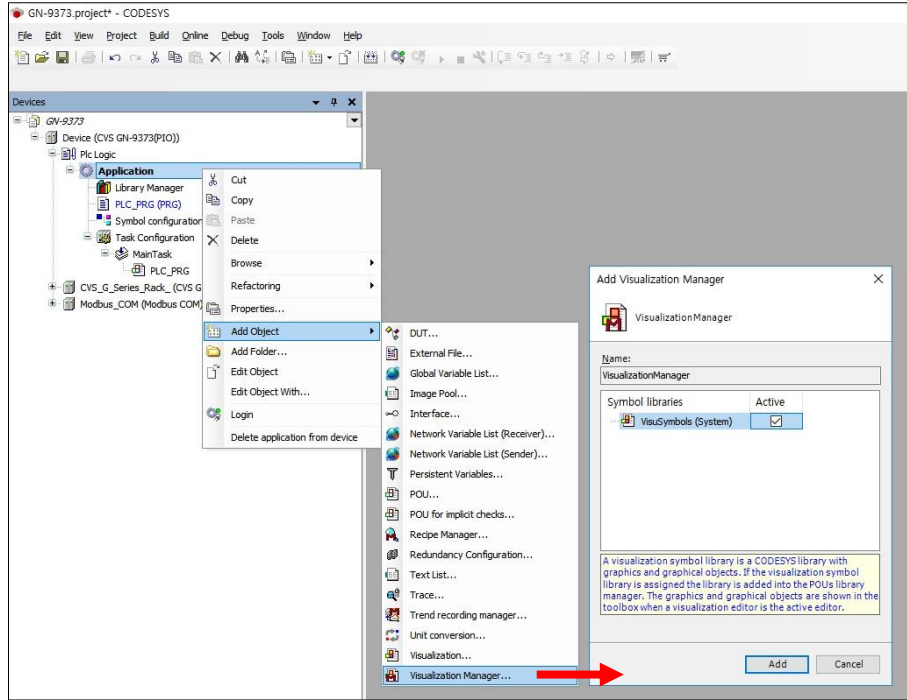 GN-9373.project* - CODESYS
File Edit View Project Build Online Debug Tools Window Help
Devices
GN-9373
Device (CVS GN-9373(PIO))
Plc Logic
Application
Library Manager
PLC_PRG (PRG)
Symbol configuration
Task Configuration
MainTask
PLC_PRG
CVS_G_Series_Rack_ (CVS G
Modbus_COM (Modbus COM)
Cut
Copy
Paste
Delete
Browse
Refactoring
Properties...
Add Object
Add Folder...
Edit Object
Edit Object With...
Login
Delete application from device
DUT...
External File...
Global Variable List...
Image Pool...
Interface...
Network Variable List (Receiver)...
Network Variable List (Sender)...
Persistent Variables...
POU...
POU for implicit checks...
Recipe Manager...
Redundancy Configuration...
Text List...
Trace...
Trend recording manager...
Unit conversion...
Visualization...
Visualization Manager...
Add Visualization Manager
VisualizationManager
Name:
VisualizationManager
Symbol libraries Active
VisuSymbols (System)
A visualization symbol library is a CODESYS library with
graphics and graphical objects. If the visualization symbol
library is assigned the library is added into the POUs library
manager. The graphics and graphical objects are shown in the
toolbox when a visualization editor is the active editor.
Add Cancel